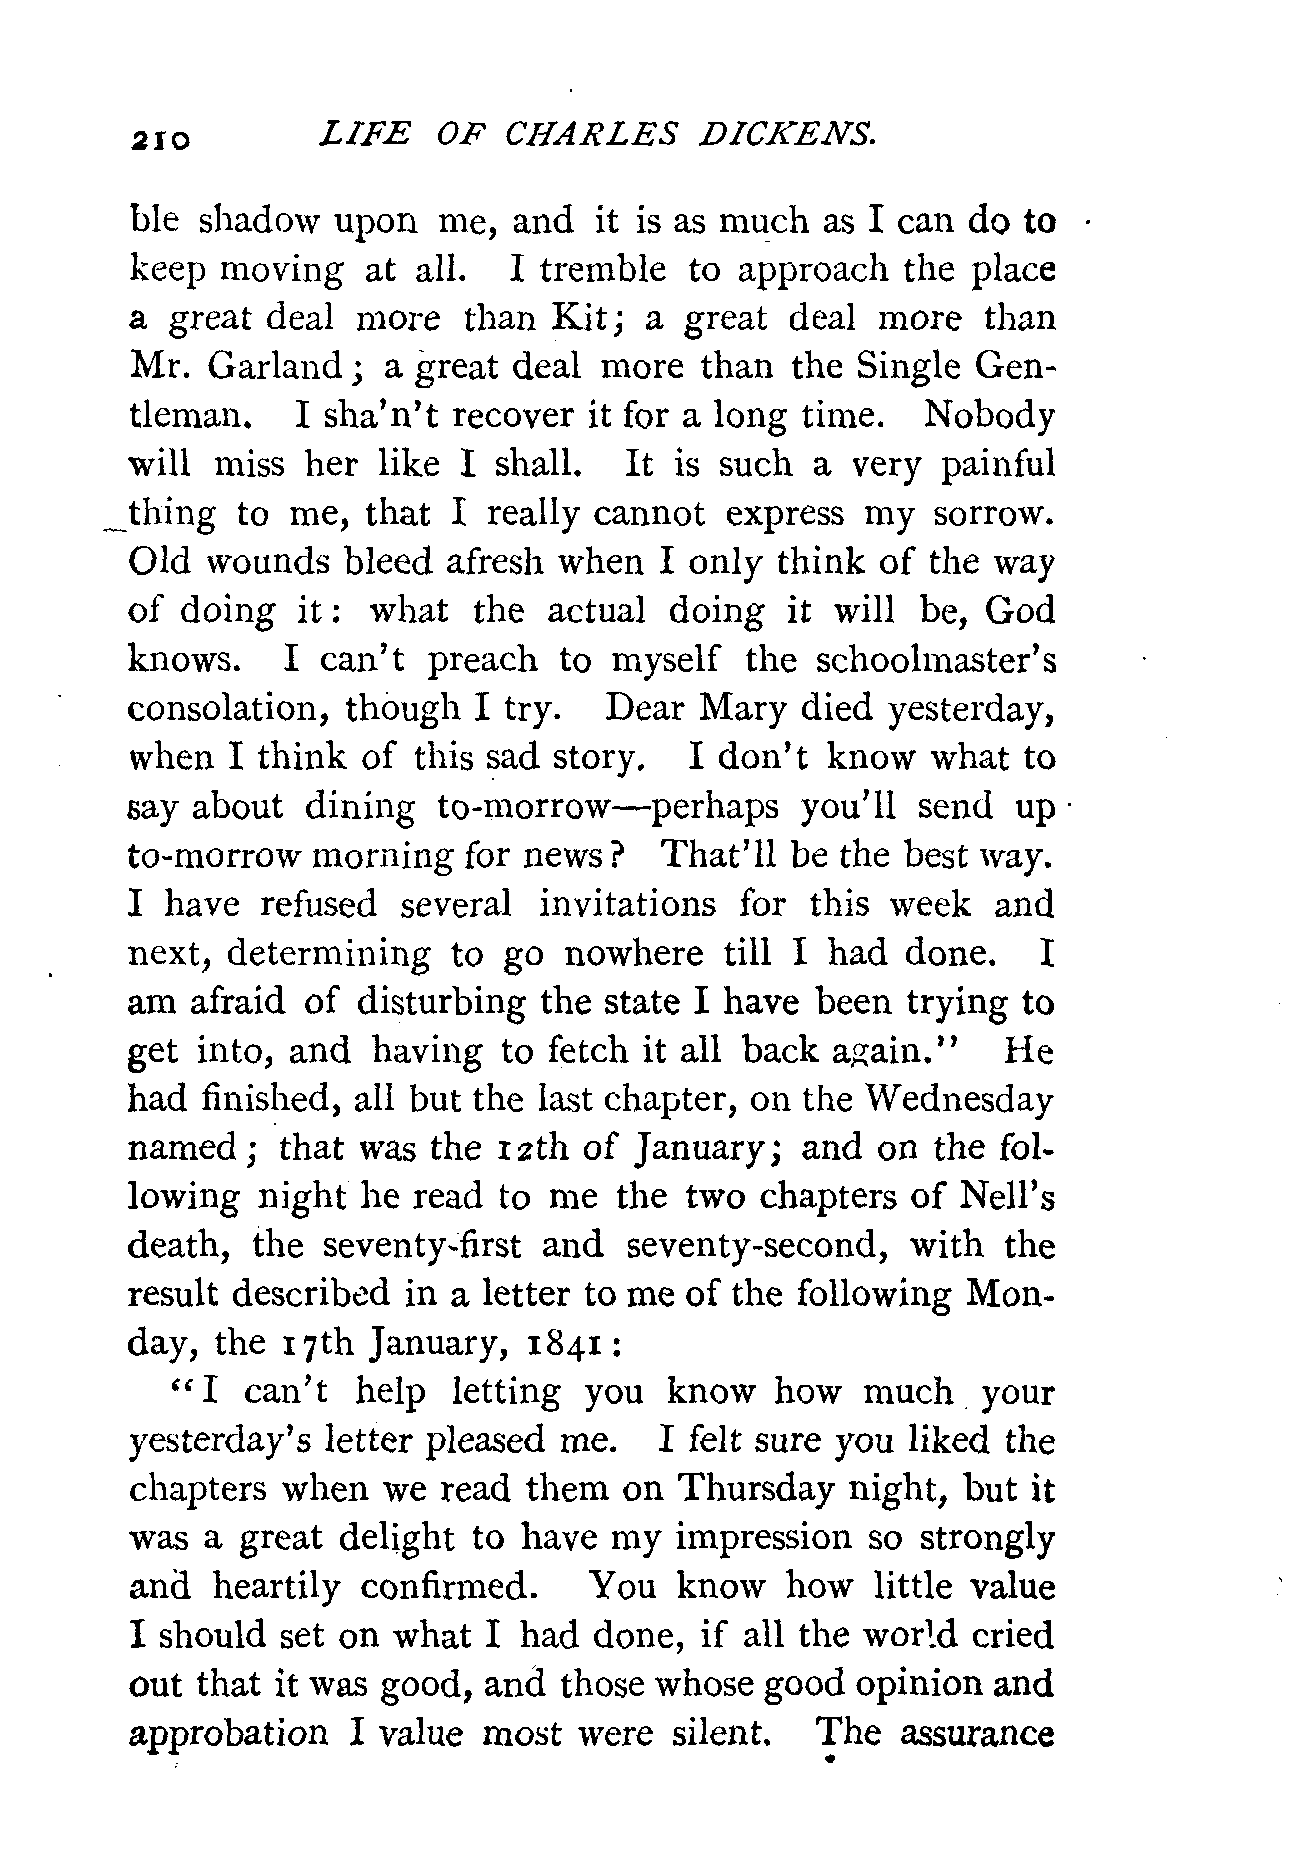 210 LIFE OF CHARLES DICKENS.
ble shadow upon me, and it is as much as I can do to
keep moving at all. I tremble to approach the place
a great deal more than Kit; a great deal more than
Mr. Garland; a great deal more than the Single Gen-
tleman. I sha'n't recover it for a long time. Nobody
will miss her like I shall. It is such a very painful
thing to me, that I really cannot express my sorrow.
Old wounds bleed afresh when I only think of the way
of doing it: what the actual doing it will be, God
knows. I can't preach to myself the schoolmaster's
consolation, though I try. Dear Mary died yesterday,
when I think of this sad story. I don't know what to
say about dining to-morrow—perhaps you'll send up
to-morrow morning for news? That'll be the best way.
I have refused several invitations for this week and
next, determining to go nowhere till I had done. I
am afraid of disturbing the state I have been trying to
get into, and having to fetch it all back again." He
had finished, all but the last chapter, on the Wednesday
named; that was the 12th of January; and on the fol-
lowing night he read to me the two chapters of Nell's
death, the seventy-first and seventy-second, with the
result described in a letter to me of the following Mon-
day, the 17th January, 1841:
"I can't help letting you know how much your
yesterday's letter pleased me. I felt sure you liked the
chapters when we read them on Thursday night, but it
was a great delight to have my impression so strongly
and heartily confirmed. You know how little value
I should set on what I had done, if all the world cried
out that it was good, and those whose good opinion and
approbation I value most were silent. The assurance